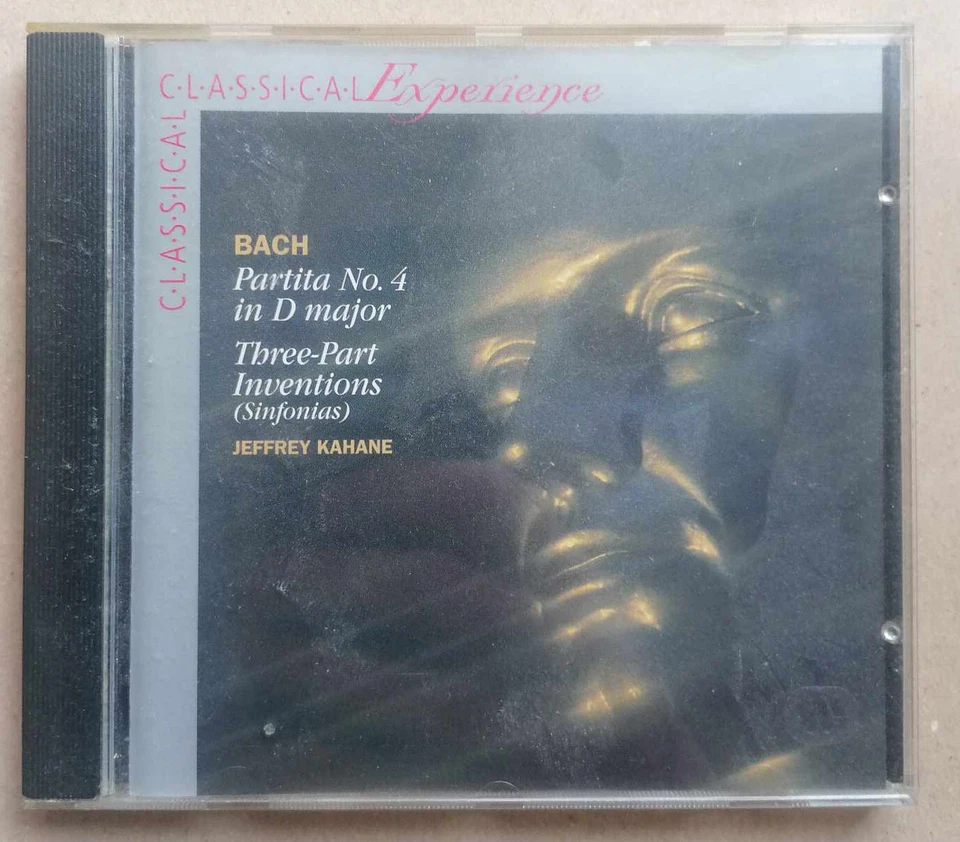 C·L·A·S·S·I·C·A·L Experience
C·L·A·S·S·I·C·A·L
BACH
Partita No. 4
in D major
Three-Part
Inventions
(Sinfonias)
JEFFREY KAHANE